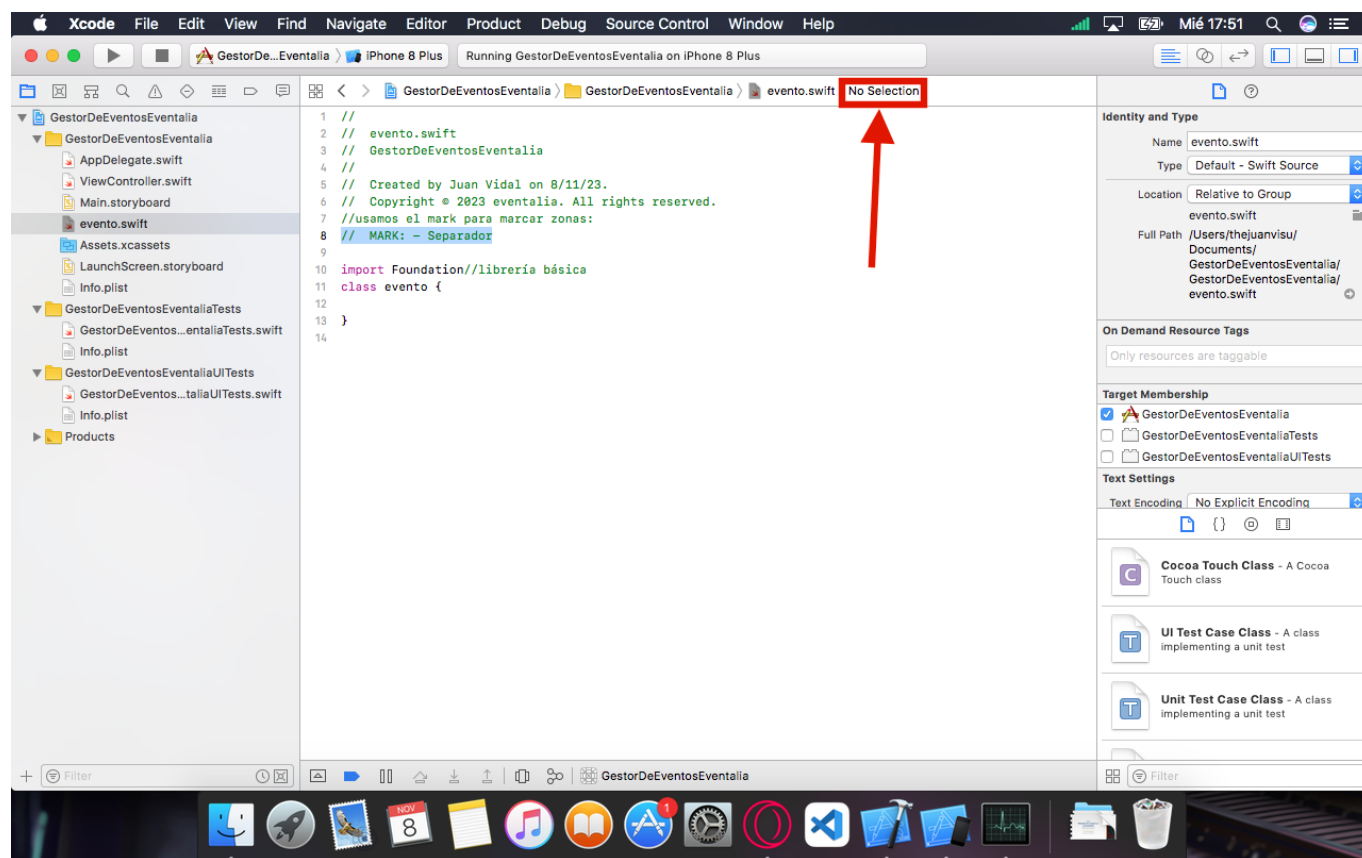 Xcode File Edit View Find Navigate Editor Product Debug Source Control Window Help Mié 17:51
GestorDe...Eventalia 〉 iPhone 8 Plus Running GestorDeEventosEventalia on iPhone 8 Plus
GestorDeEventosEventalia 〉 GestorDeEventosEventalia 〉 evento.swift No Selection
GestorDeEventosEventalia
GestorDeEventosEventalia
AppDelegate.swift
ViewController.swift
Main.storyboard
evento.swift
Assets.xcassets
LaunchScreen.storyboard
Info.plist
GestorDeEventosEventaliaTests
GestorDeEventos...entaliaTests.swift
Info.plist
GestorDeEventosEventaliaUITests
GestorDeEventos...taliaUITests.swift
Info.plist
Products
Filter
1 //
2 //  evento.swift
3 //  GestorDeEventosEventalia
4 //
5 //  Created by Juan Vidal on 8/11/23.
6 //  Copyright © 2023 eventalia. All rights reserved.
7 //usamos el mark para marcar zonas:
8 //  MARK: – Separador
9
10 import Foundation//librería básica
11 class evento {
12
13 }
14
GestorDeEventosEventalia
Identity and Type
Name evento.swift
Type Default - Swift Source
Location Relative to Group
evento.swift
Full Path /Users/thejuanvisu/
Documents/
GestorDeEventosEventalia/
GestorDeEventosEventalia/
evento.swift
On Demand Resource Tags
Only resources are taggable
Target Membership
GestorDeEventosEventalia
GestorDeEventosEventaliaTests
GestorDeEventosEventaliaUITests
Text Settings
Text Encoding No Explicit Encoding
{}
C
Cocoa Touch Class - A Cocoa
Touch class
T
UI Test Case Class - A class
implementing a unit test
T
Unit Test Case Class - A class
implementing a unit test
Filter
NOV
8
1